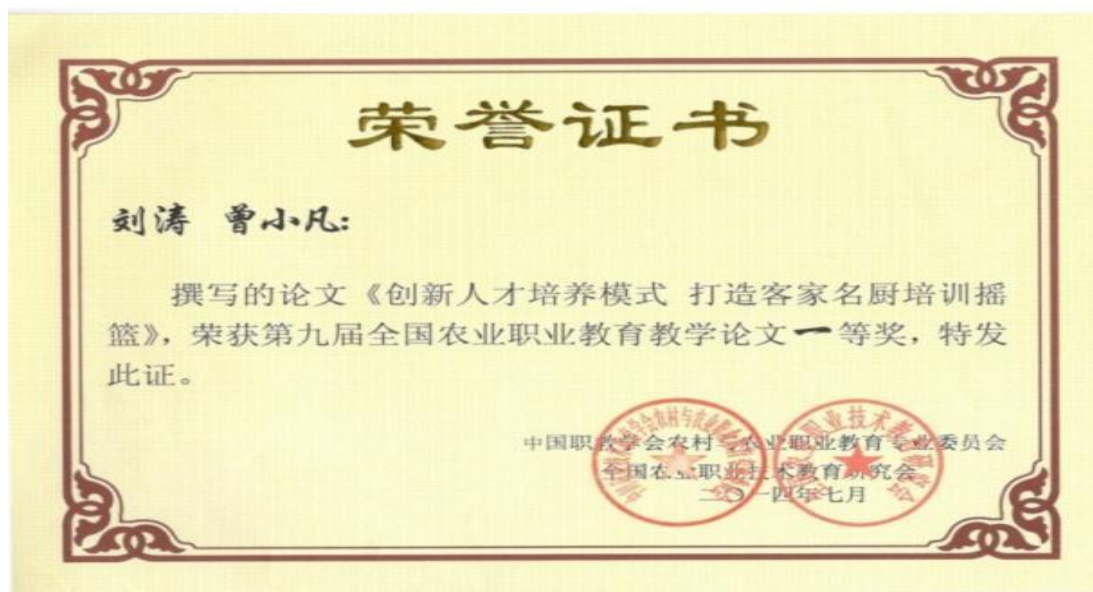 荣誉证书
刘涛 曾小凡:
撰写的论文《创新人才培养模式 打造客家名厨培训摇
篮》，荣获第九届全国农业职业教育教学论文一等奖，特发
此证。
中国职教学会农村与农业职业教育专业委员会
全国农业职业技术教育研究会
二〇一四年七月